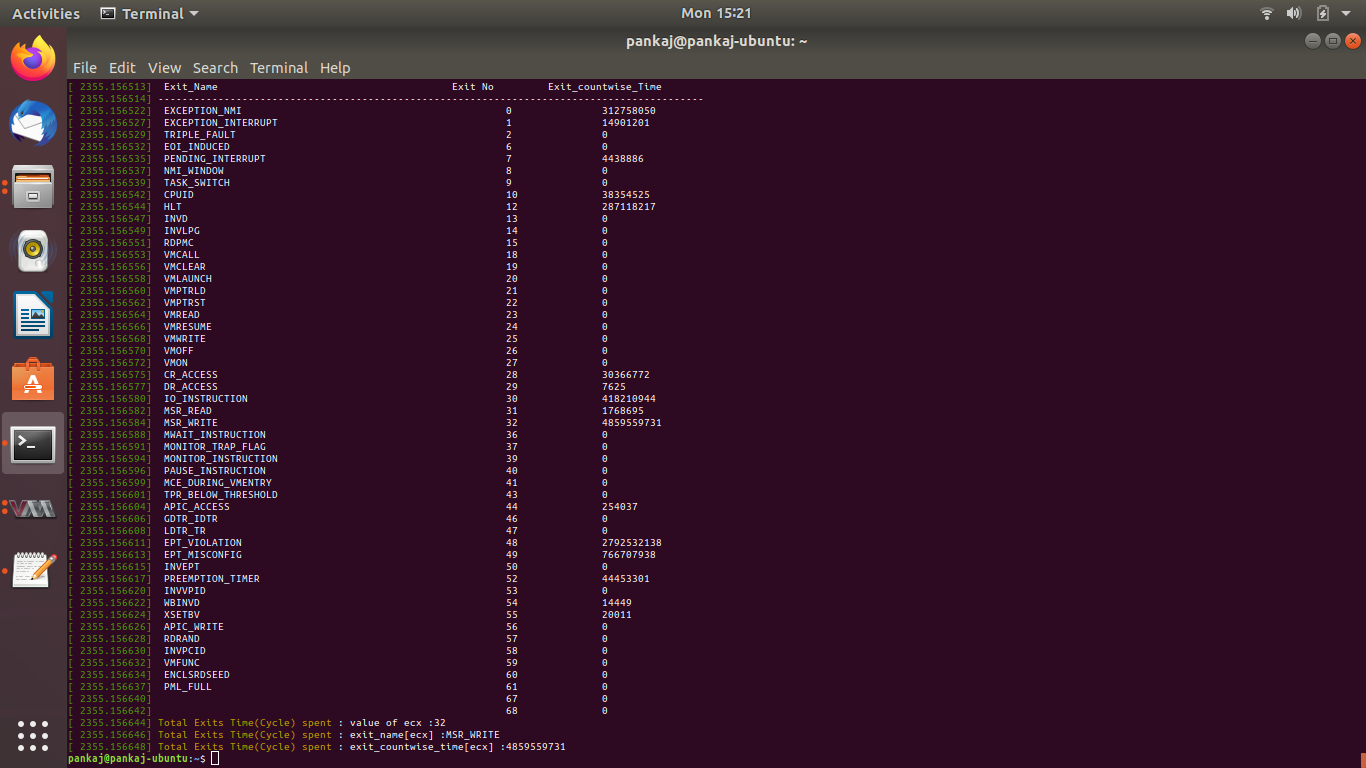 Activities Terminal Mon 15:21
pankaj@pankaj-ubuntu: ~
File Edit View Search Terminal Help
[ 2355.156513] Exit_Name Exit No Exit_countwise_Time
[ 2355.156514] -------------------------------------------------------------------------------------------
[ 2355.156522] EXCEPTION_NMI 0 312758050
[ 2355.156527] EXCEPTION_INTERRUPT 1 14901201
[ 2355.156529] TRIPLE_FAULT 2 0
[ 2355.156532] EOI_INDUCED 6 0
[ 2355.156535] PENDING_INTERRUPT 7 4438886
[ 2355.156537] NMI_WINDOW 8 0
[ 2355.156539] TASK_SWITCH 9 0
[ 2355.156542] CPUID 10 38354525
[ 2355.156544] HLT 12 287118217
[ 2355.156547] INVD 13 0
[ 2355.156549] INVLPG 14 0
[ 2355.156551] RDPMC 15 0
[ 2355.156553] VMCALL 18 0
[ 2355.156556] VMCLEAR 19 0
[ 2355.156558] VMLAUNCH 20 0
[ 2355.156560] VMPTRLD 21 0
[ 2355.156562] VMPTRST 22 0
[ 2355.156564] VMREAD 23 0
[ 2355.156566] VMRESUME 24 0
[ 2355.156568] VMWRITE 25 0
[ 2355.156570] VMOFF 26 0
[ 2355.156572] VMON 27 0
[ 2355.156575] CR_ACCESS 28 30366772
[ 2355.156577] DR_ACCESS 29 7625
[ 2355.156580] IO_INSTRUCTION 30 418210944
[ 2355.156582] MSR_READ 31 1768695
[ 2355.156584] MSR_WRITE 32 4859559731
[ 2355.156588] MWAIT_INSTRUCTION 36 0
[ 2355.156591] MONITOR_TRAP_FLAG 37 0
[ 2355.156594] MONITOR_INSTRUCTION 39 0
[ 2355.156596] PAUSE_INSTRUCTION 40 0
[ 2355.156599] MCE_DURING_VMENTRY 41 0
[ 2355.156601] TPR_BELOW_THRESHOLD 43 0
[ 2355.156604] APIC_ACCESS 44 254037
[ 2355.156606] GDTR_IDTR 46 0
[ 2355.156608] LDTR_TR 47 0
[ 2355.156611] EPT_VIOLATION 48 2792532138
[ 2355.156613] EPT_MISCONFIG 49 766707938
[ 2355.156615] INVEPT 50 0
[ 2355.156617] PREEMPTION_TIMER 52 44453301
[ 2355.156620] INVVPID 53 0
[ 2355.156622] WBINVD 54 14449
[ 2355.156624] XSETBV 55 20011
[ 2355.156626] APIC_WRITE 56 0
[ 2355.156628] RDRAND 57 0
[ 2355.156630] INVPCID 58 0
[ 2355.156632] VMFUNC 59 0
[ 2355.156634] ENCLSRDSEED 60 0
[ 2355.156637] PML_FULL 61 0
[ 2355.156640] 67 0
[ 2355.156642] 68 0
[ 2355.156644] Total Exits Time(Cycle) spent : value of ecx :32
[ 2355.156646] Total Exits Time(Cycle) spent : exit_name[ecx] :MSR_WRITE
[ 2355.156648] Total Exits Time(Cycle) spent : exit_countwise_time[ecx] :4859559731
pankaj@pankaj-ubuntu:~$